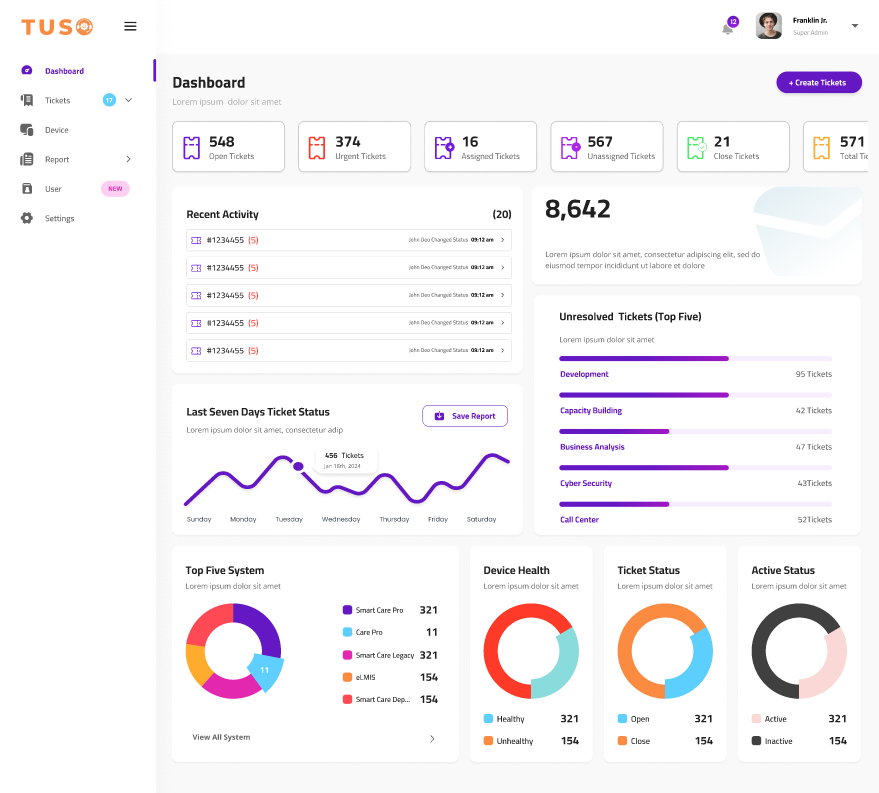 TUSO
12
Franklin Jr.
Supar Admin
Dashboard
Tickets 17
Device
Report
User NEW
Settings
Dashboard
Lorem ipsum dolor sit amet
+ Create Tickets
548
Open Tickets
374
Urgent Tickets
16
Assigned Tickets
567
Unassigned Tickets
21
Close Tickets
571
Total Tic
Recent Activity (20)
#1234455 (5) John Deo Changed Status 09:12 am
#1234455 (5) John Deo Changed Status 09:12 am
#1234455 (5) John Deo Changed Status 09:12 am
#1234455 (5) John Deo Changed Status 09:12 am
#1234455 (5) John Deo Changed Status 09:12 am
8,642
Lorem ipsum dolor sit amet, consectetur adipiscing elit, sed do
eiusmod tempor incididunt ut labore et dolore
Unresolved Tickets (Top Five)
Lorem ipsum dolor sit amet
Development 95 Tickets
Capacity Building 42 Tickets
Business Analysis 47 Tickets
Cyber Security 43Tickets
Call Center 52Tickets
Last Seven Days Ticket Status
Lorem ipsum dolor sit amet, consectetur adip
Save Report
456 Tickets
Jan 18th, 2024
Sunday Monday Tuesday Wednesday Thursday Friday Saturday
Top Five System
Lorem ipsum dolor sit amet
11
Smart Care Pro 321
Care Pro 11
Smart Care Legacy 321
eLMIS 154
Smart Care Dep... 154
View All System
Device Health
Lorem ipsum dolor sit amet
Healthy 321
Unhealthy 154
Ticket Status
Lorem ipsum dolor sit amet
Open 321
Close 154
Active Status
Lorem ipsum dolor sit amet
Active 321
Inactive 154